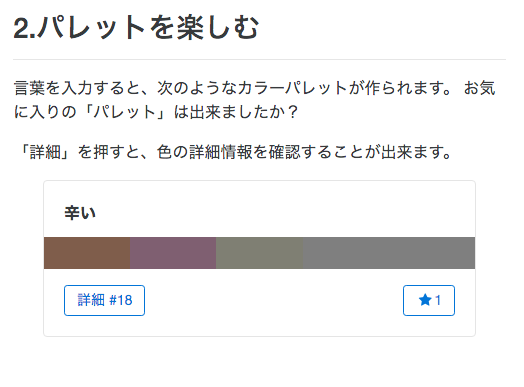 2.パレットを楽しむ
言葉を入力すると、次のようなカラーパレットが作られます。 お気
に入りの「パレット」は出来ましたか？
「詳細」を押すと、色の詳細情報を確認することが出来ます。
辛い
詳細 #18
★1